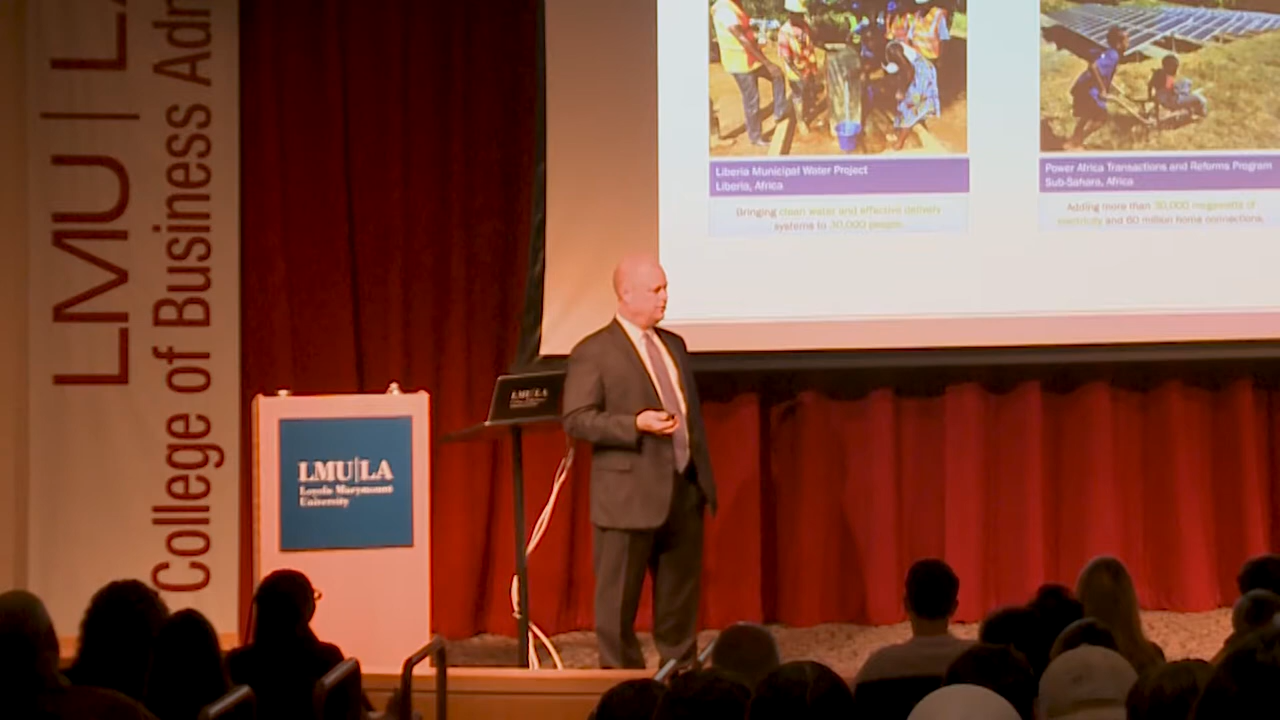 LMU | LA
College of Business Adm
Liberia Municipal Water Project
Liberia, Africa
Bringing clean water and effective delivery
systems to 30,000 people.
Power Africa Transactions and Reforms Program
Sub-Sahara, Africa
Adding more than 30,000 megawatts of
electricity and 60 million home connections.
LMU|LA
LMU|LA
Loyola Marymount
University